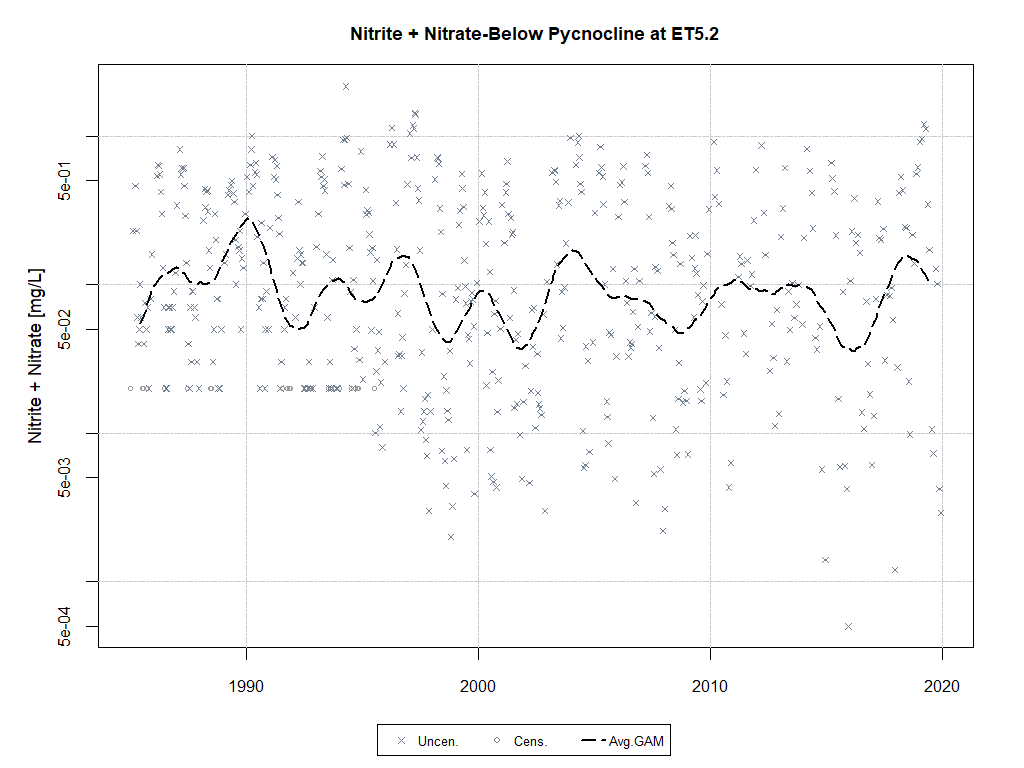 Nitrite + Nitrate-Below Pycnocline at ET5.2
Nitrite + Nitrate [mg/L]
5e-01
5e-02
5e-03
5e-04
1990 2000 2010 2020
Uncen. Cens. Avg.GAM